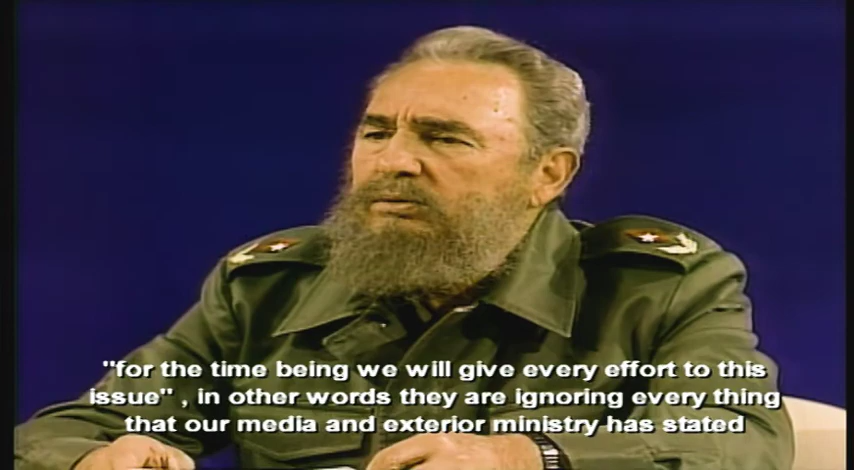 "for the time being we will give every effort to this
issue" , in other words they are ignoring every thing
that our media and exterior ministry has stated